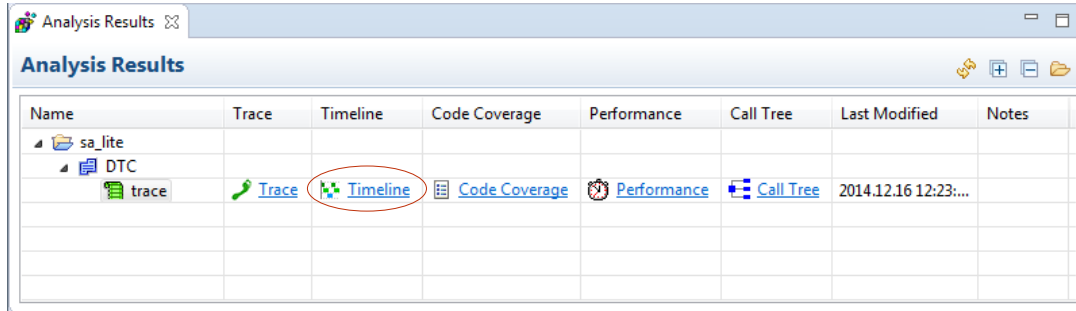 Analysis Results
Analysis Results
Name Trace Timeline Code Coverage Performance Call Tree Last Modified Notes
sa_lite
DTC
trace Trace Timeline Code Coverage Performance Call Tree 2014.12.16 12:23:...